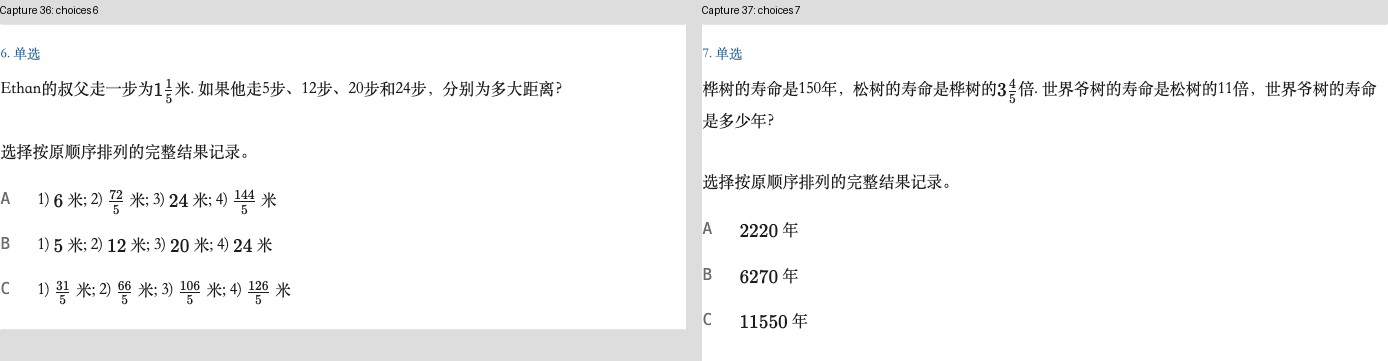 Capture 36: choices6
6. 单选
Ethan的叔父走一步为1 1/5米. 如果他走5步、12步、20步和24步，分别为多大距离?
选择按原顺序排列的完整结果记录。
A 1) 6 米; 2) 72/5 米; 3) 24 米; 4) 144/5 米
B 1) 5 米; 2) 12 米; 3) 20 米; 4) 24 米
C 1) 31/5 米; 2) 66/5 米; 3) 106/5 米; 4) 126/5 米
Capture 37: choices7
7. 单选
桦树的寿命是150年，松树的寿命是桦树的3 4/5倍. 世界爷树的寿命是松树的11倍，世界爷树的寿命
是多少年?
选择按原顺序排列的完整结果记录。
A 2220 年
B 6270 年
C 11550 年